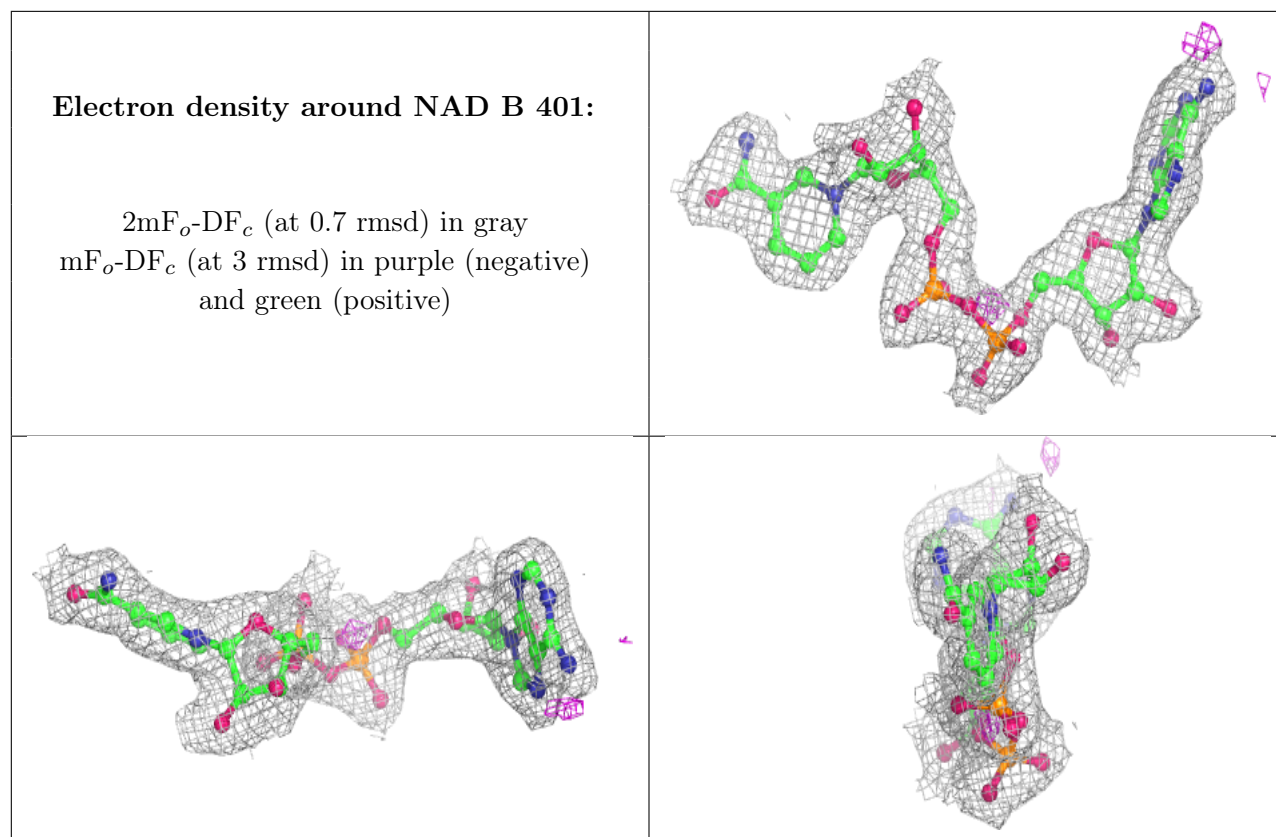 Electron density around NAD B 401:
2mFₒ-DF𝒸 (at 0.7 rmsd) in gray
mFₒ-DF𝒸 (at 3 rmsd) in purple (negative)
and green (positive)